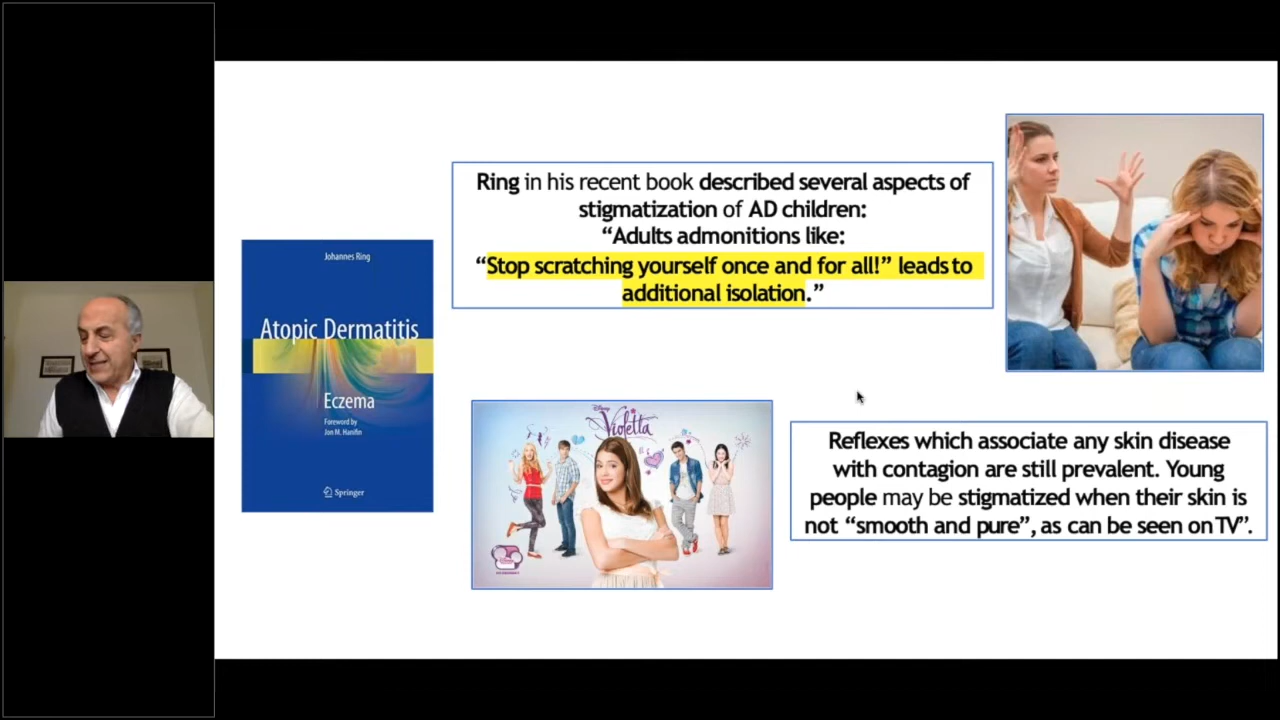 Ring in his recent book described several aspects of
stigmatization of AD children:
“Adults admonitions like:
“Stop scratching yourself once and for all!” leads to
additional isolation.”
Johannes Ring
Atopic Dermatitis
Eczema
Foreword by
Jon M. Hanifin
Springer
Disney
Violetta
Reflexes which associate any skin disease
with contagion are still prevalent. Young
people may be stigmatized when their skin is
not “smooth and pure”, as can be seen on TV”.